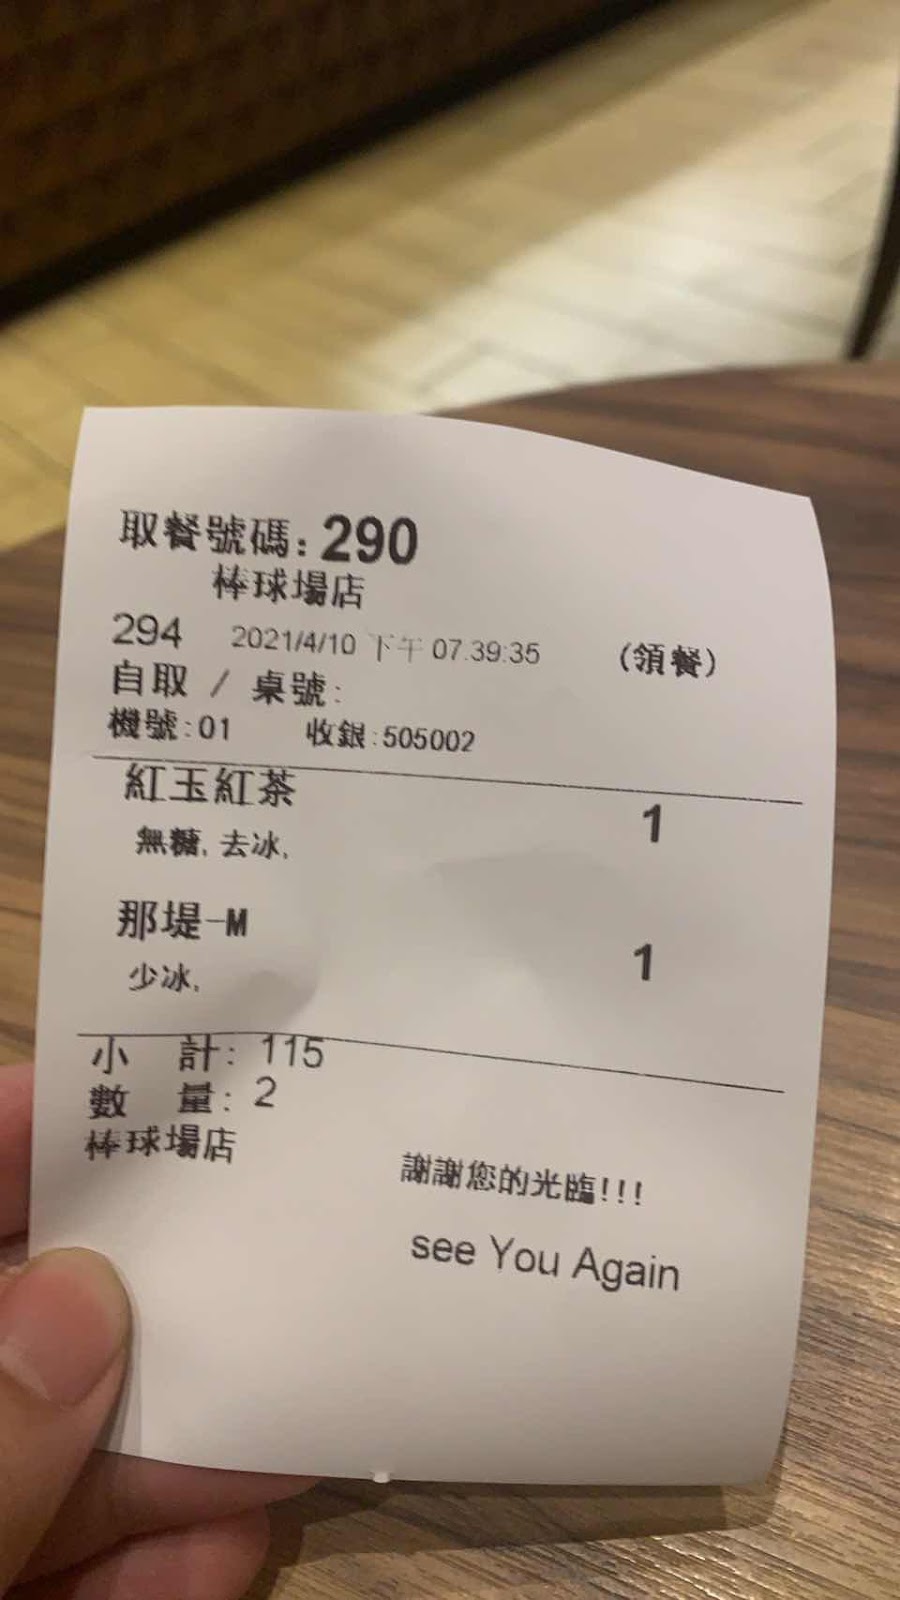 取餐號碼: 290
棒球場店
294 2021/4/10 下午 07:39:35 (領餐)
自取 / 桌號:
機號:01 收銀:505002
紅玉紅茶 1
無糖, 去冰,
那堤-M 1
少冰,
小 計: 115
數 量: 2
棒球場店
謝謝您的光臨!!!
see You Again